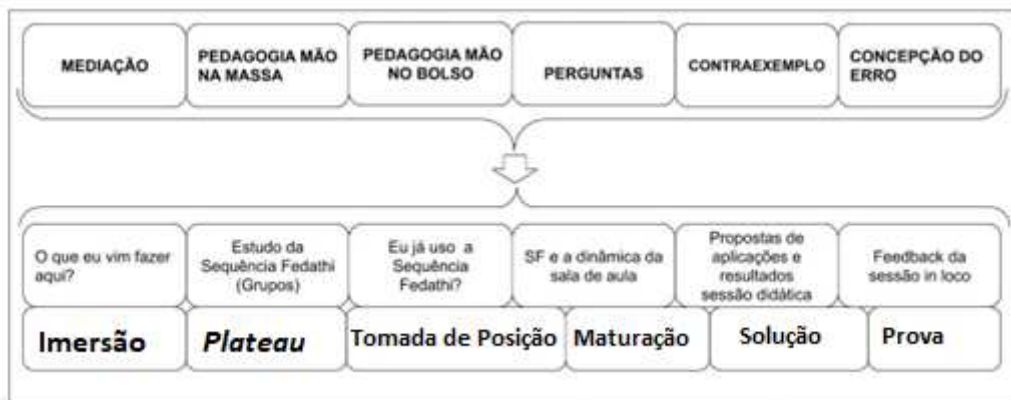 MEDIAÇÃO
PEDAGOGIA MÃO
NA MASSA
PEDAGOGIA MÃO
NO BOLSO
PERGUNTAS
CONTRAEXEMPLO
CONCEPÇÃO DO
ERRO
O que eu vim fazer
aqui?
Estudo da
Sequência Fedathi
(Grupos)
Eu já uso a
Sequência
Fedathi?
SF e a dinâmica da
sala de aula
Propostas de
aplicações e
resultados
sessão didática
Feedback da
sessão in loco
Imersão
Plateau
Tomada de Posição
Maturação
Solução
Prova